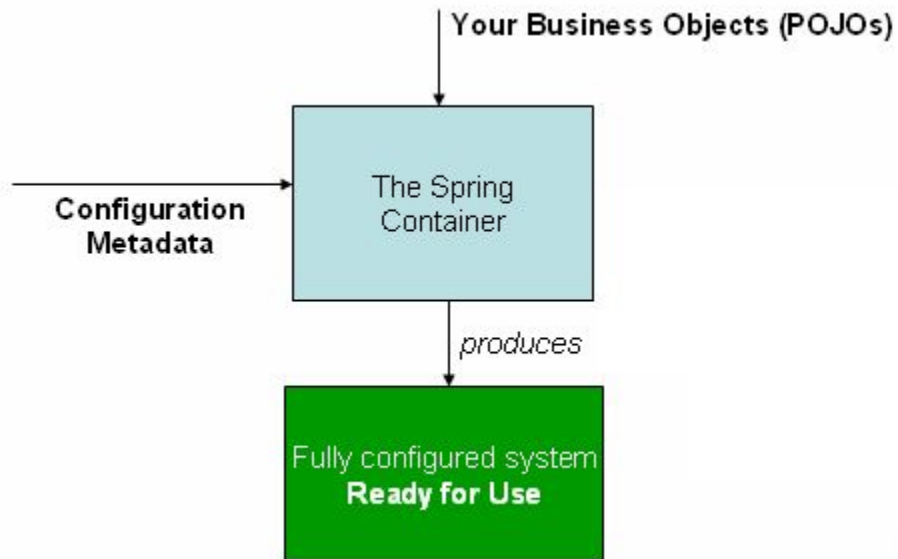 Your Business Objects (POJOs)
The Spring
Container
Configuration
Metadata
produces
Fully configured system
Ready for Use